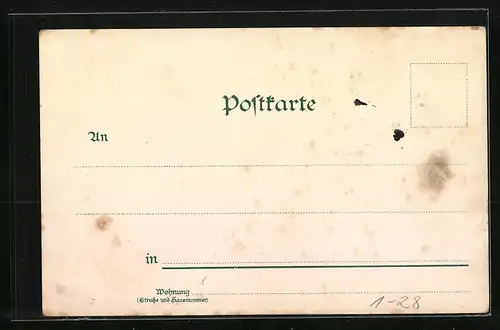 Poſtkarte
An
in
Wohnung
(Straße und Hausnummer)
1-28